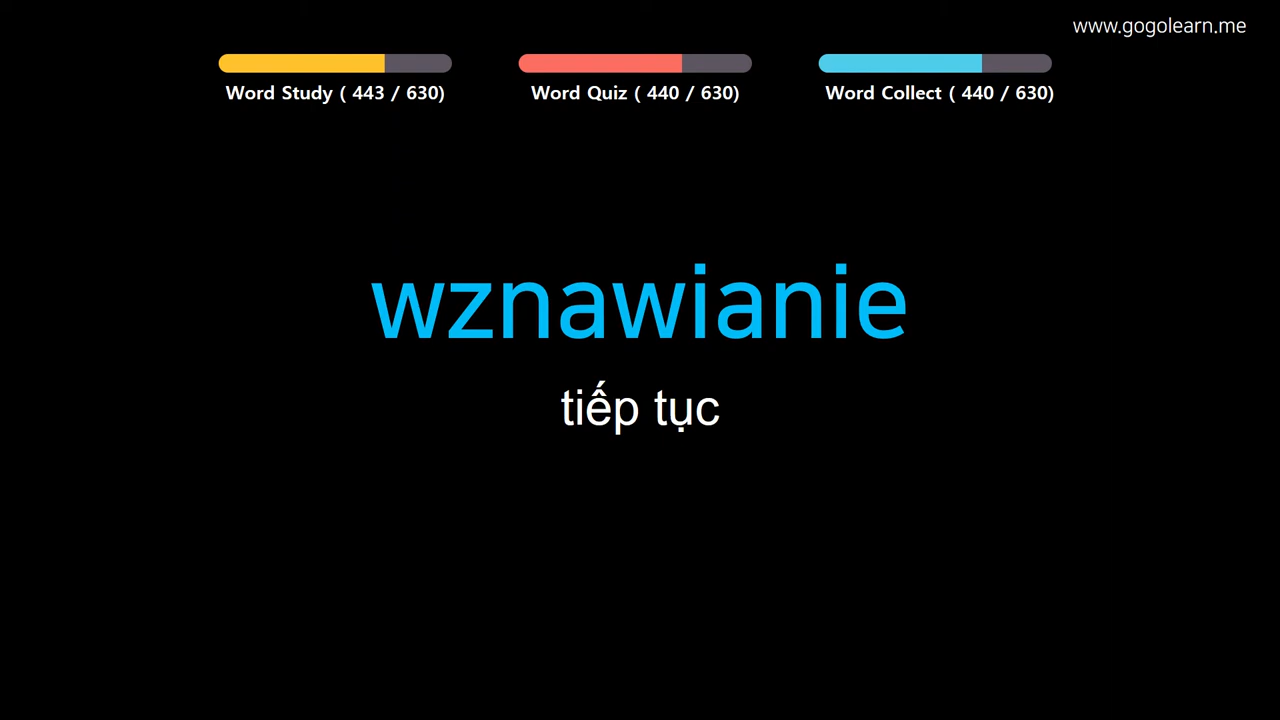 www.gogolearn.me
Word Study ( 443 / 630)
Word Quiz ( 440 / 630)
Word Collect ( 440 / 630)
wznawianie
tiếp tục